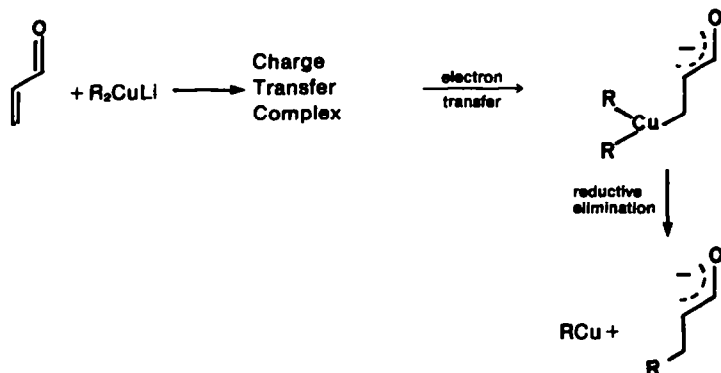 O
+ R₂CuLi
Charge
Transfer
Complex
electron
transfer
O
R
Cu
R
reductive
elimination
O
RCu +
R